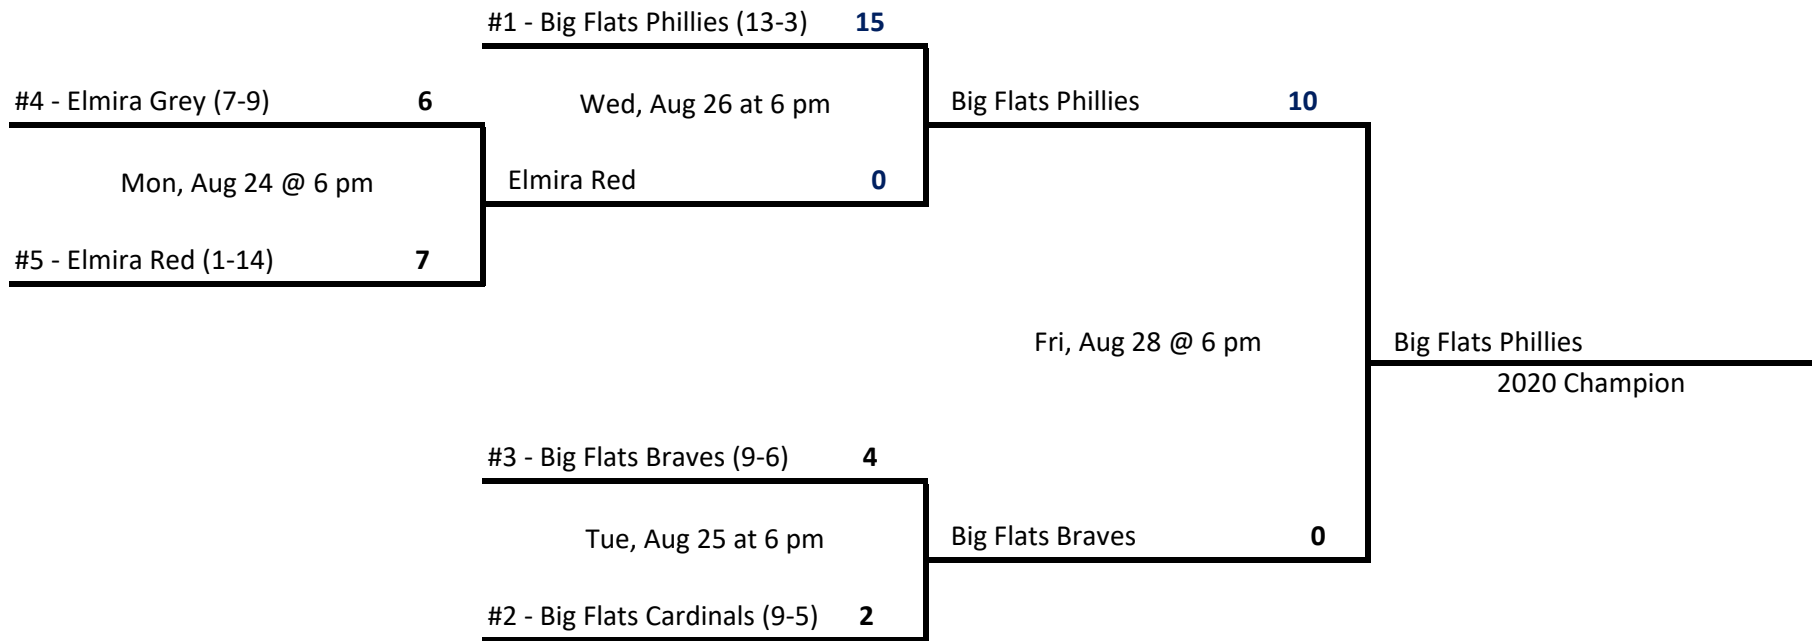 #1 - Big Flats Phillies (13-3) 15
#4 - Elmira Grey (7-9) 6
Wed, Aug 26 at 6 pm
Big Flats Phillies 10
Mon, Aug 24 @ 6 pm
Elmira Red 0
#5 - Elmira Red (1-14) 7
Fri, Aug 28 @ 6 pm
Big Flats Phillies
2020 Champion
#3 - Big Flats Braves (9-6) 4
Tue, Aug 25 at 6 pm
Big Flats Braves 0
#2 - Big Flats Cardinals (9-5) 2